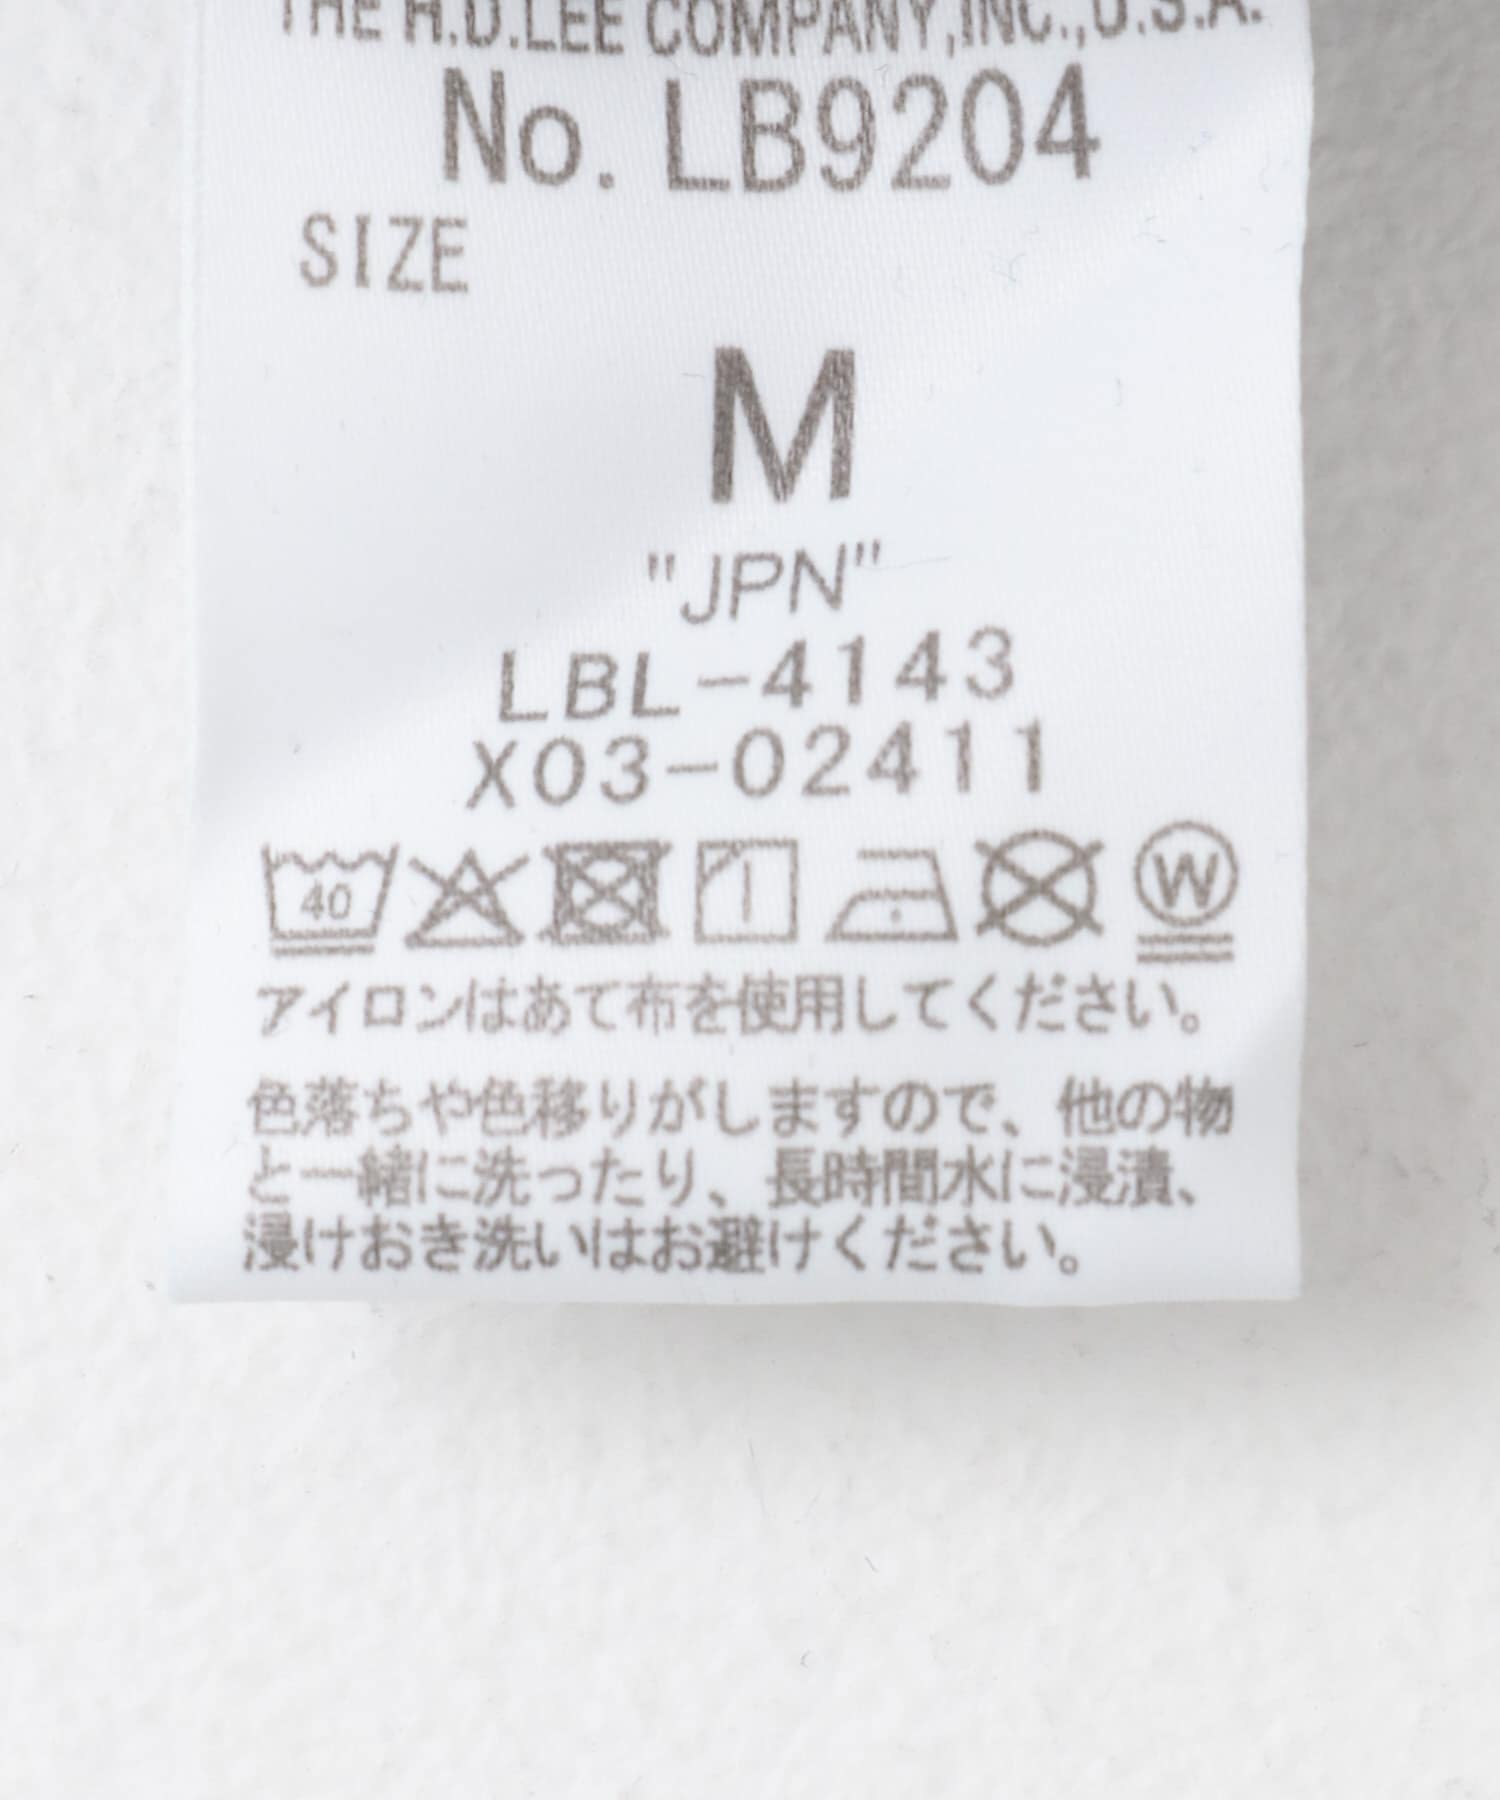 THE H.D.LEE COMPANY,INC.,U.S.A.
No. LB9204
SIZE
M
"JPN"
LBL-4143
X03-02411
40
W
アイロンはあて布を使用してください。
色落ちや色移りがしますので、他の物
と一緒に洗ったり、長時間水に浸漬、
浸けおき洗いはお避けください。